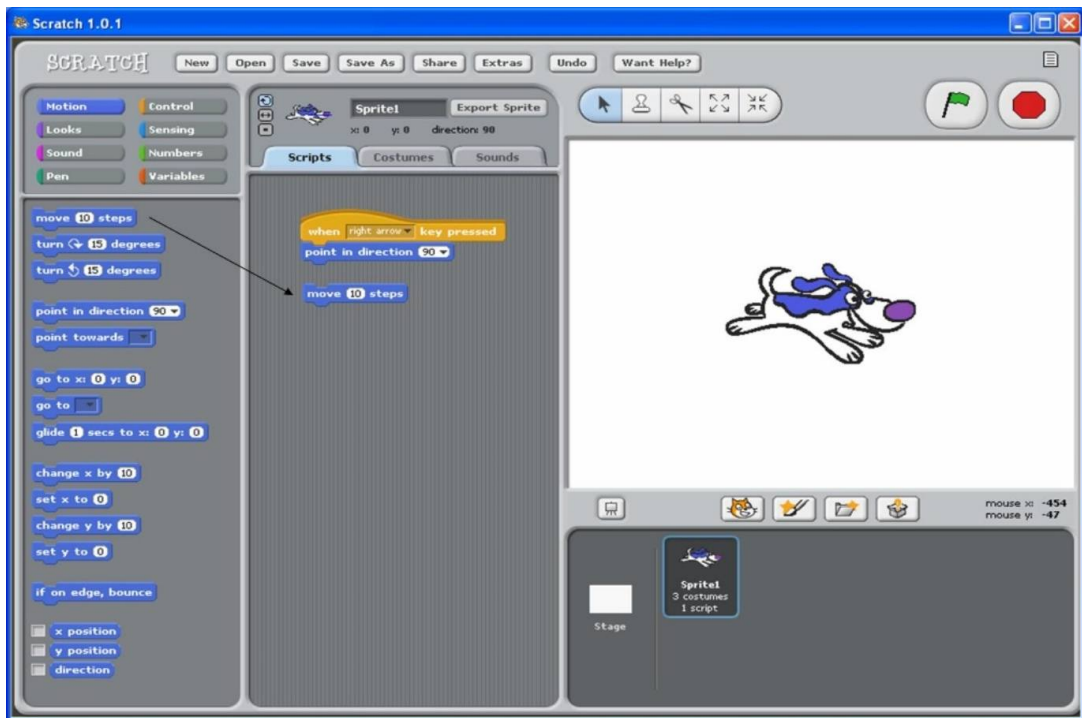 Scratch 1.0.1
SCRATCH New Open Save Save As Share Extras Undo Want Help?
Motion Control
Looks Sensing
Sound Numbers
Pen Variables
move 10 steps
turn 15 degrees
turn 15 degrees
point in direction 90
point towards
go to x: 0 y: 0
go to
glide 1 secs to x: 0 y: 0
change x by 10
set x to 0
change y by 10
set y to 0
if on edge, bounce
x position
y position
direction
Sprite1 Export Sprite
x: 0 y: 0 direction: 90
Scripts Costumes Sounds
when right arrow key pressed
point in direction 90
move 10 steps
mouse x: -454
mouse y: -47
Stage
Sprite1
3 costumes
1 script